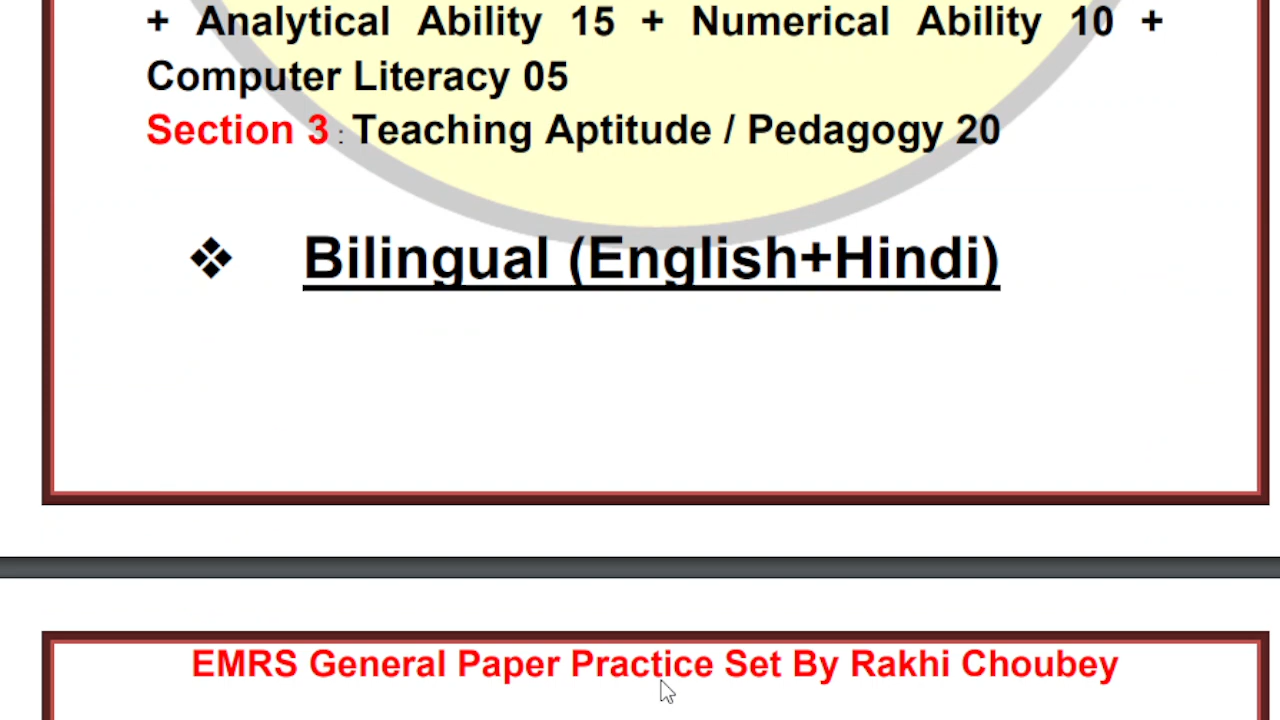 + Analytical Ability 15 + Numerical Ability 10 +
Computer Literacy 05
Section 3 : Teaching Aptitude / Pedagogy 20
❖ Bilingual (English+Hindi)
EMRS General Paper Practice Set By Rakhi Choubey